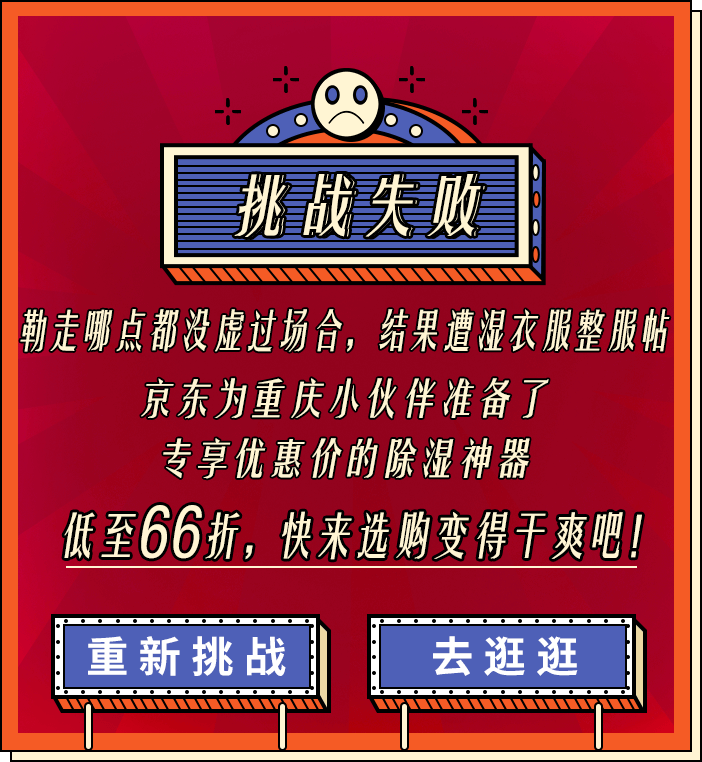 挑战失败
勒走哪点都没虚过场合，结果遭湿衣服整服帖
京东为重庆小伙伴准备了
专享优惠价的除湿神器
低至66折，快来选购变得干爽吧！
重新挑战
去逛逛